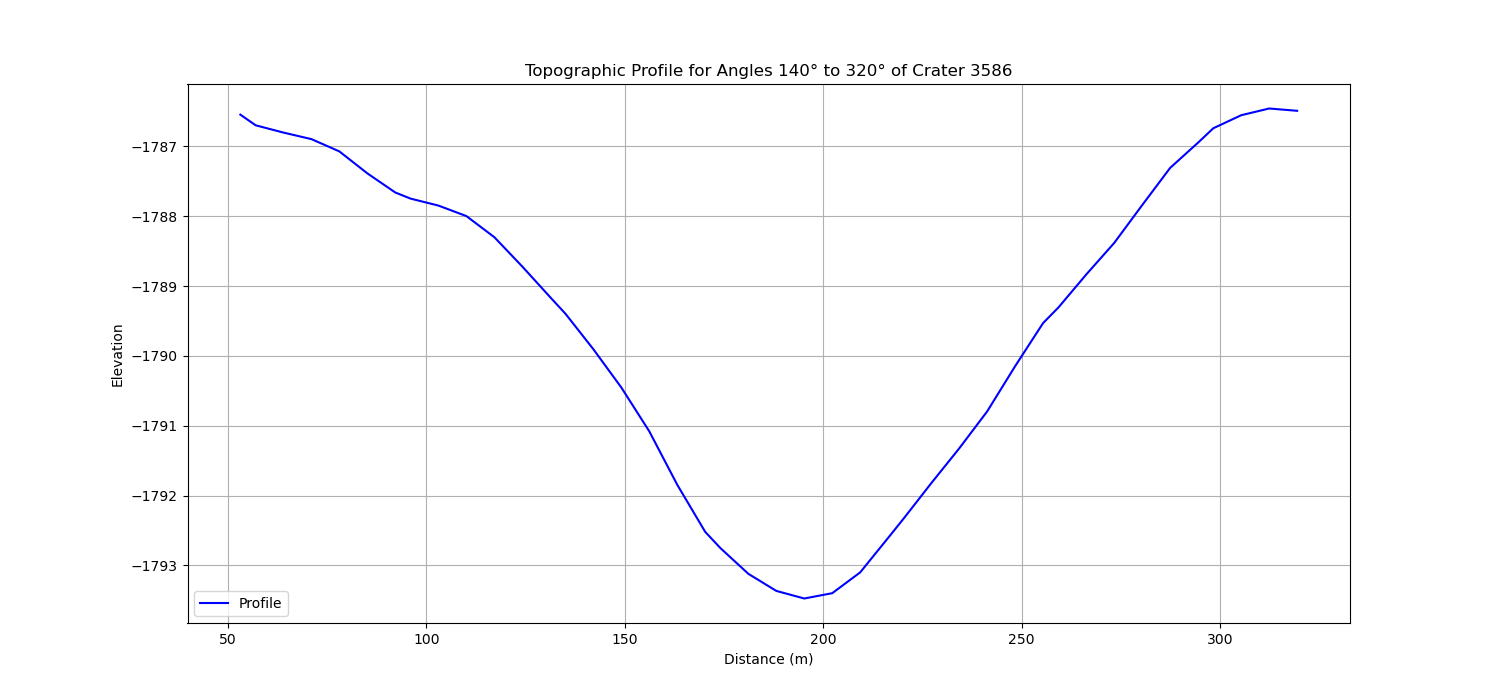 Topographic Profile for Angles 140° to 320° of Crater 3586
Elevation
−1787
−1788
−1789
−1790
−1791
−1792
−1793
Profile
50 100 150 200 250 300
Distance (m)